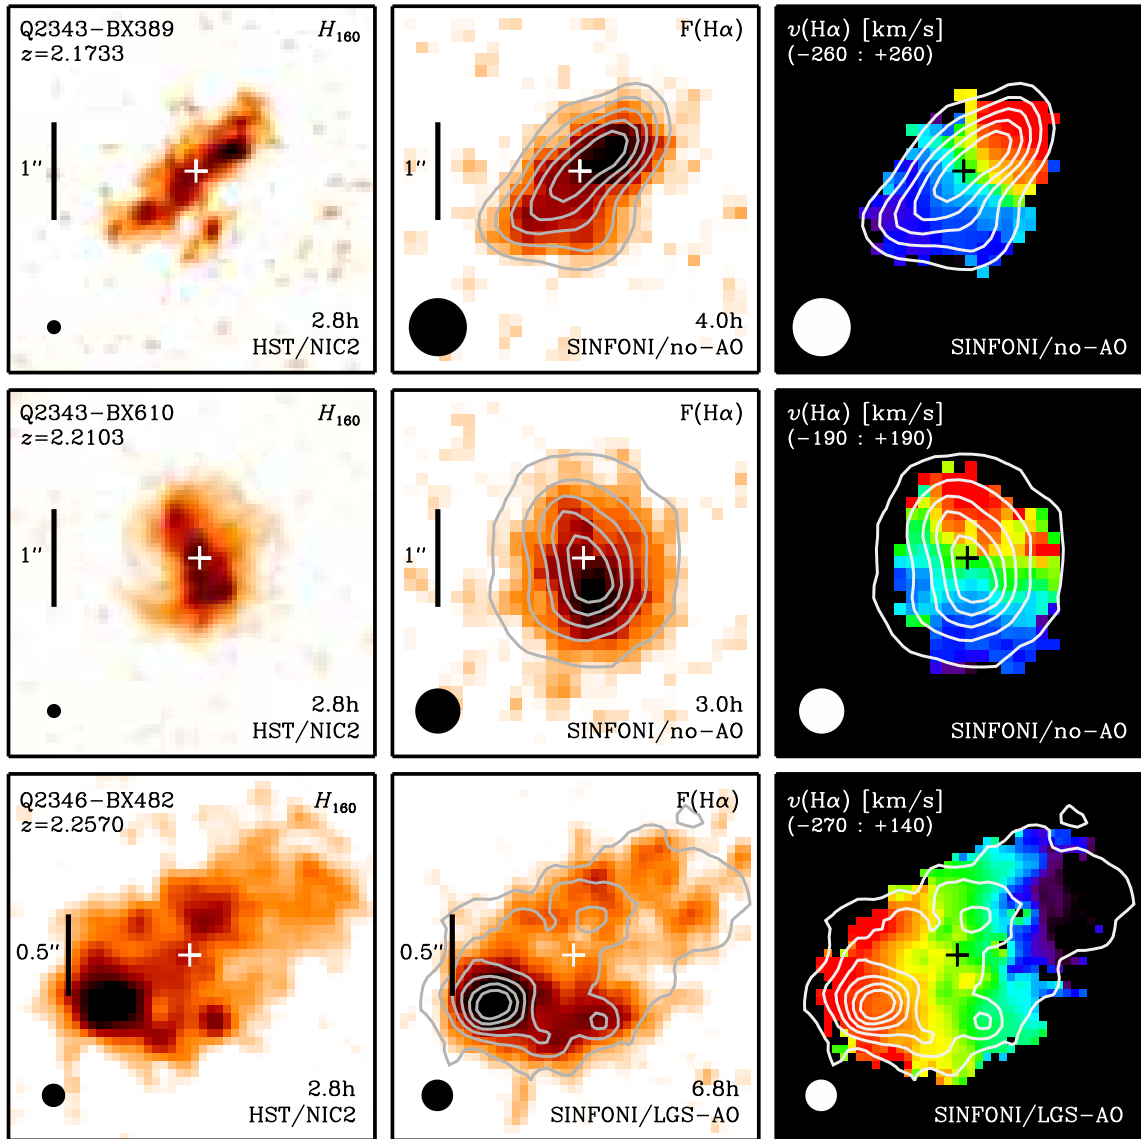 Q2343-BX389 H160
z=2.1733
1″
2.8h
HST/NIC2
F(Hα)
1″
4.0h
SINFONI/no-AO
v(Hα) [km/s]
(-260 : +260)
SINFONI/no-AO
Q2343-BX610 H160
z=2.2103
1″
2.8h
HST/NIC2
F(Hα)
1″
3.0h
SINFONI/no-AO
v(Hα) [km/s]
(-190 : +190)
SINFONI/no-AO
Q2346-BX482 H160
z=2.2570
0.5″
2.8h
HST/NIC2
F(Hα)
0.5″
6.8h
SINFONI/LGS-AO
v(Hα) [km/s]
(-270 : +140)
SINFONI/LGS-AO